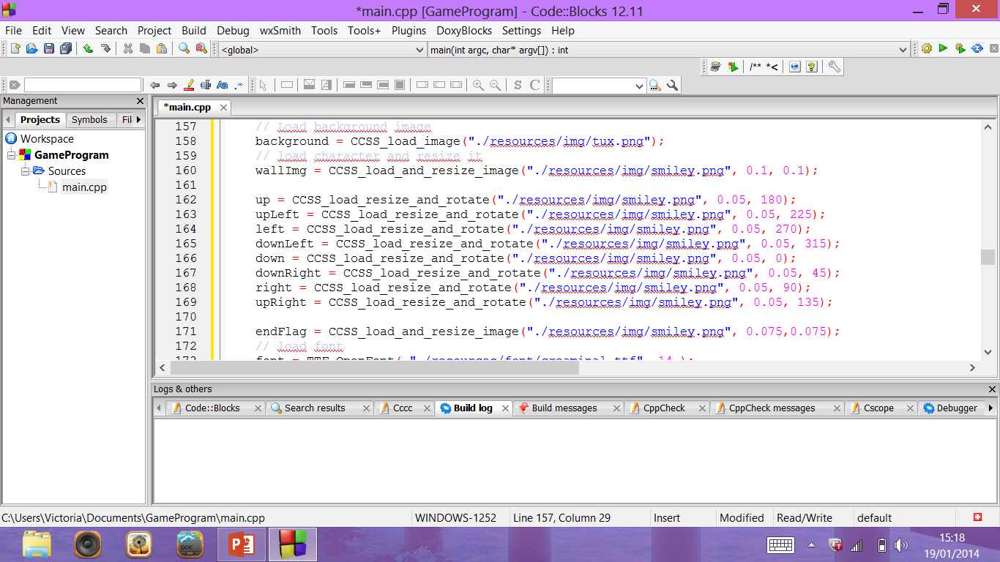 *main.cpp [GameProgram] - Code::Blocks 12.11
File Edit View Search Project Build Debug wxSmith Tools Tools+ Plugins DoxyBlocks Settings Help
<global> main(int argc, char* argv[]) : int
/** *<
Aa .* S C
Management
Projects Symbols Fil
*main.cpp
Workspace
GameProgram
Sources
main.cpp
157 // Load background image
158 background = CCSS_load_image("./resources/img/tux.png");
159 // load character and resize it
160 wallImg = CCSS_load_and_resize_image("./resources/img/smiley.png", 0.1, 0.1);
161
162 up = CCSS_load_resize_and_rotate("./resources/img/smiley.png", 0.05, 180);
163 upLeft = CCSS_load_resize_and_rotate("./resources/img/smiley.png", 0.05, 225);
164 left = CCSS_load_resize_and_rotate("./resources/img/smiley.png", 0.05, 270);
165 downLeft = CCSS_load_resize_and_rotate("./resources/img/smiley.png", 0.05, 315);
166 down = CCSS_load_resize_and_rotate("./resources/img/smiley.png", 0.05, 0);
167 downRight = CCSS_load_resize_and_rotate("./resources/img/smiley.png", 0.05, 45);
168 right = CCSS_load_resize_and_rotate("./resources/img/smiley.png", 0.05, 90);
169 upRight = CCSS_load_resize_and_rotate("./resources/img/smiley.png", 0.05, 135);
170
171 endFlag = CCSS_load_and_resize_image("./resources/img/smiley.png", 0.075,0.075);
172 // load font
173 font = TTF_OpenFont( "./resources/font/ ttf", 14 );
Logs & others
Code::Blocks Search results Cccc Build log Build messages CppCheck CppCheck messages Cscope Debugger
C:\Users\Victoria\Documents\GameProgram\main.cpp WINDOWS-1252 Line 157, Column 29 Insert Modified Read/Write default
DOC
P
15:18
19/01/2014